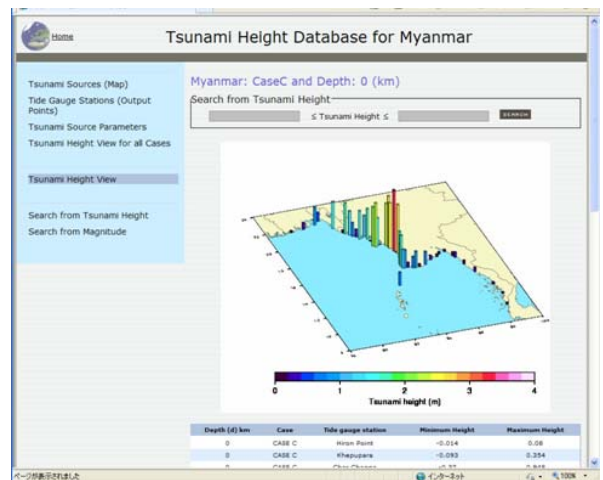 Home
Tsunami Height Database for Myanmar
Tsunami Sources (Map)
Tide Gauge Stations (Output
Points)
Tsunami Source Parameters
Tsunami Height View for all Cases
Tsunami Height View
Search from Tsunami Height
Search from Magnitude
Myanmar: CaseC and Depth: 0 (km)
Search from Tsunami Height
≤ Tsunami Height ≤
SEARCH
0 1 2 3 4
Tsunami height (m)
Depth (d) km Case Tide gauge station Minimum Height Maximum Height
0 CASE C Hiron Point -0.014 0.08
0 CASE C Khepupara -0.093 0.354
ページが表示されました
インターネット
100%